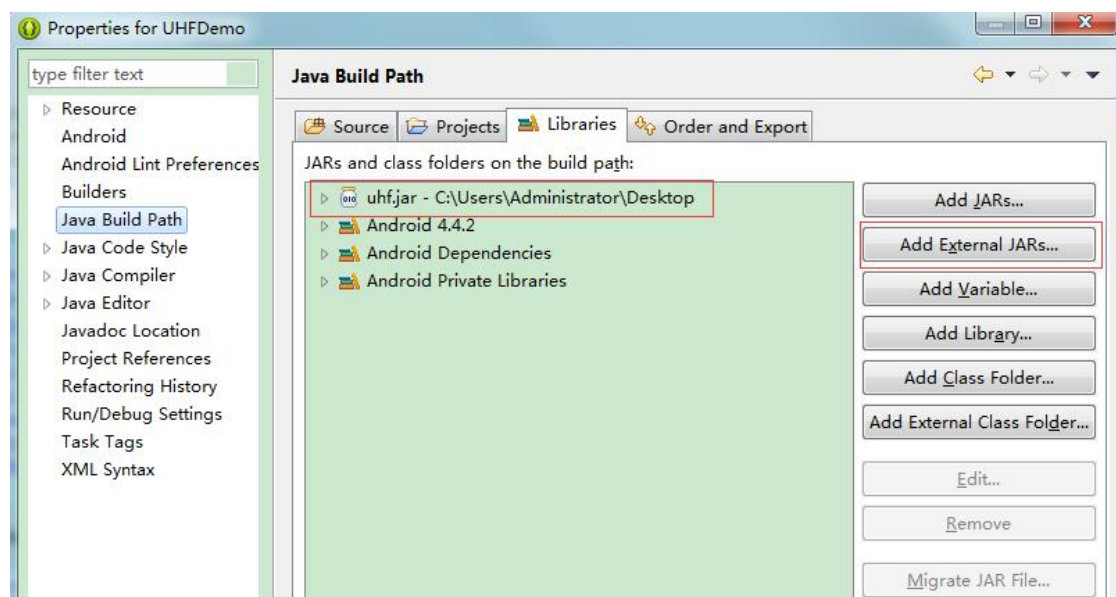 Properties for UHFDemo
type filter text
Resource
Android
Android Lint Preferences
Builders
Java Build Path
Java Code Style
Java Compiler
Java Editor
Javadoc Location
Project References
Refactoring History
Run/Debug Settings
Task Tags
XML Syntax
Java Build Path
Source Projects Libraries Order and Export
JARs and class folders on the build path:
uhf.jar - C:\Users\Administrator\Desktop
Android 4.4.2
Android Dependencies
Android Private Libraries
Add JARs...
Add External JARs...
Add Variable...
Add Library...
Add Class Folder...
Add External Class Folder...
Edit...
Remove
Migrate JAR File...